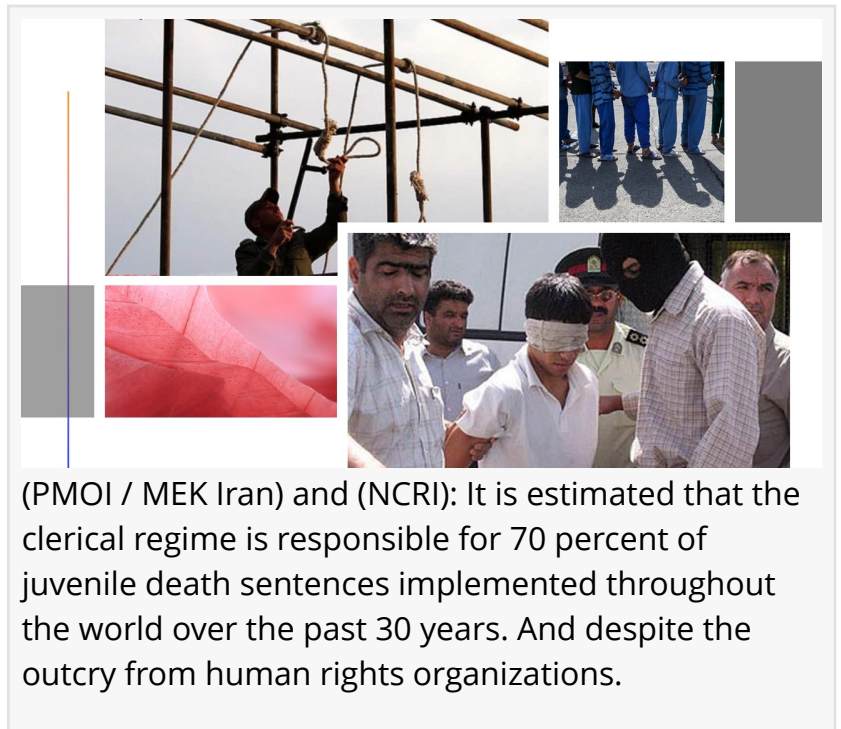 (PMOI / MEK Iran) and (NCRI): It is estimated that the
clerical regime is responsible for 70 percent of
juvenile death sentences implemented throughout
the world over the past 30 years. And despite the
outcry from human rights organizations.